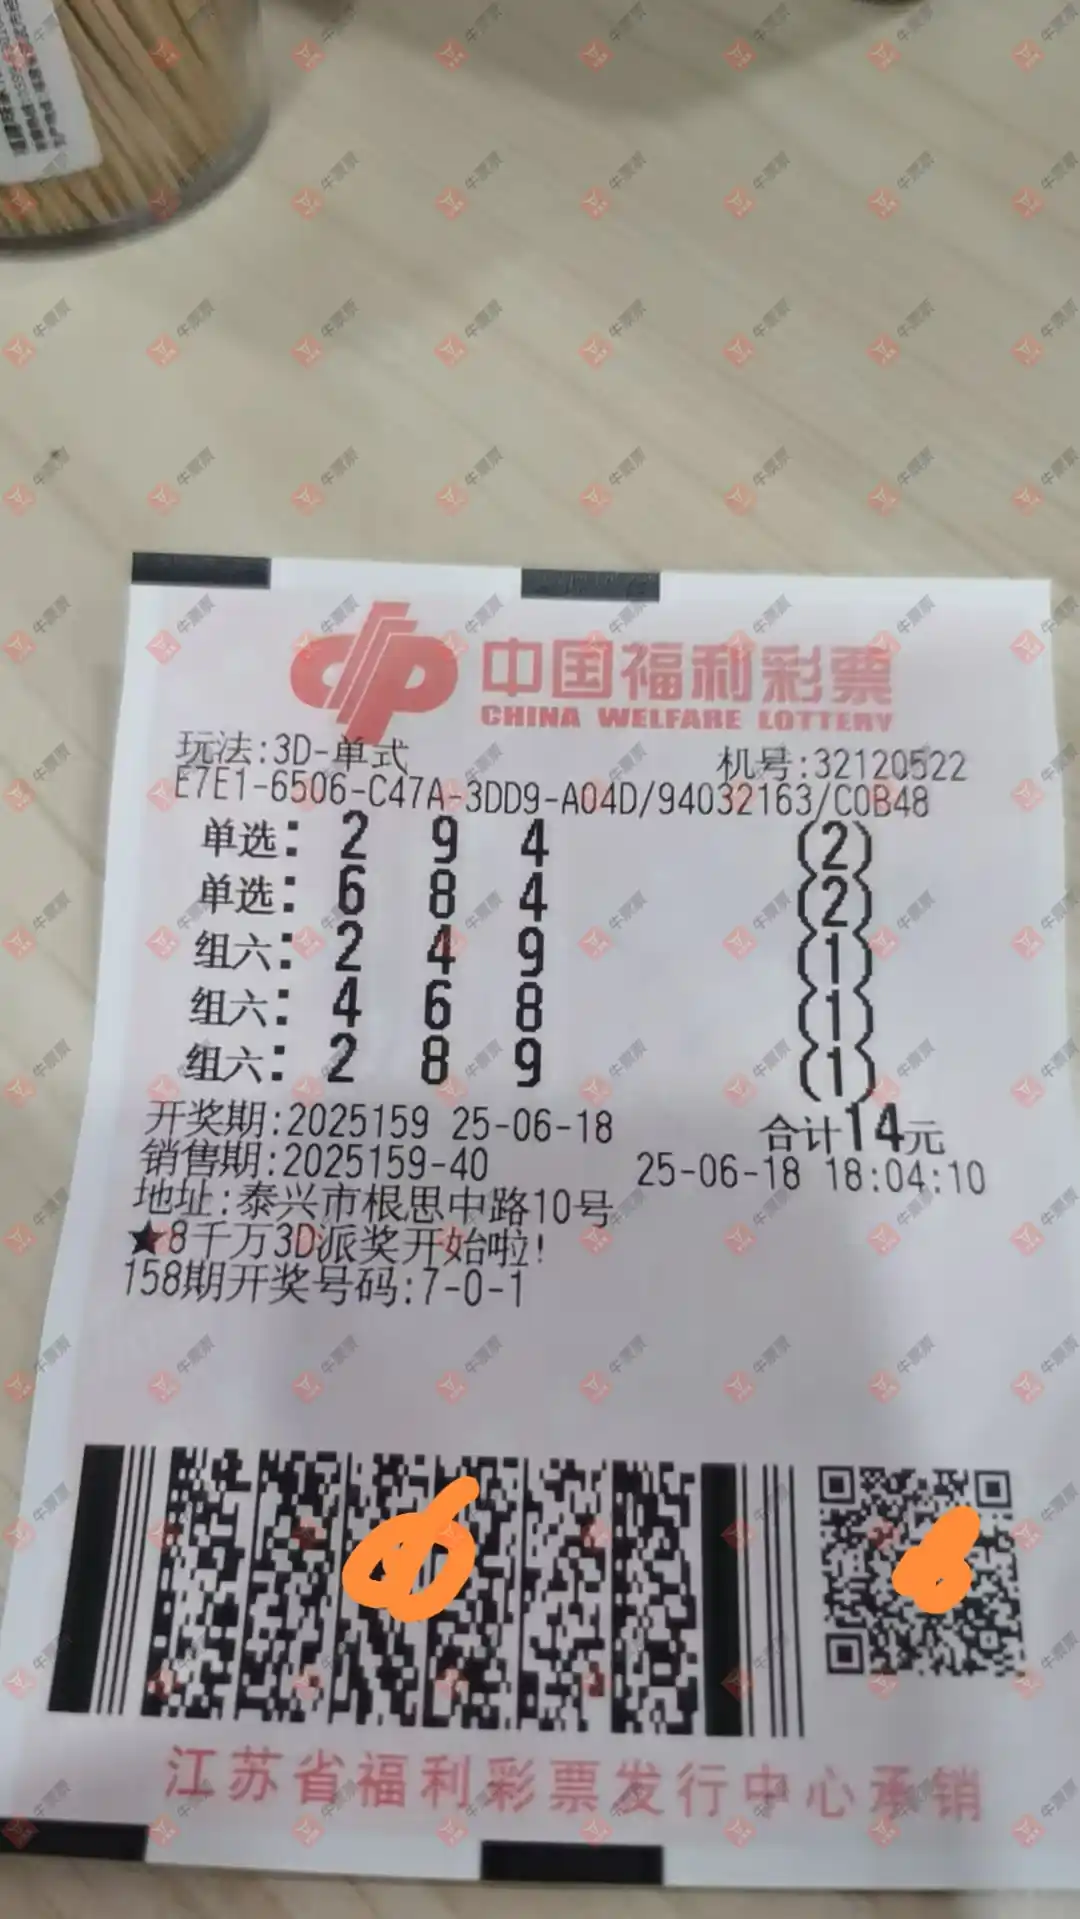 中国福利彩票
CHINA WELFARE LOTTERY
玩法:3D-单式 机号:32120522
E7E1-6506-C47A-3DD9-A04D/94032163/C0B48
单选: 2 9 4 (2)
单选: 6 8 4 (2)
组六: 2 4 9 (1)
组六: 4 6 8 (1)
组六: 2 8 9 (1)
开奖期:2025159 25-06-18 合计14元
销售期:2025159-40 25-06-18 18:04:10
地址:泰兴市根思中路10号
★8千万3D派奖开始啦!
158期开奖号码:7-0-1
江苏省福利彩票发行中心承销